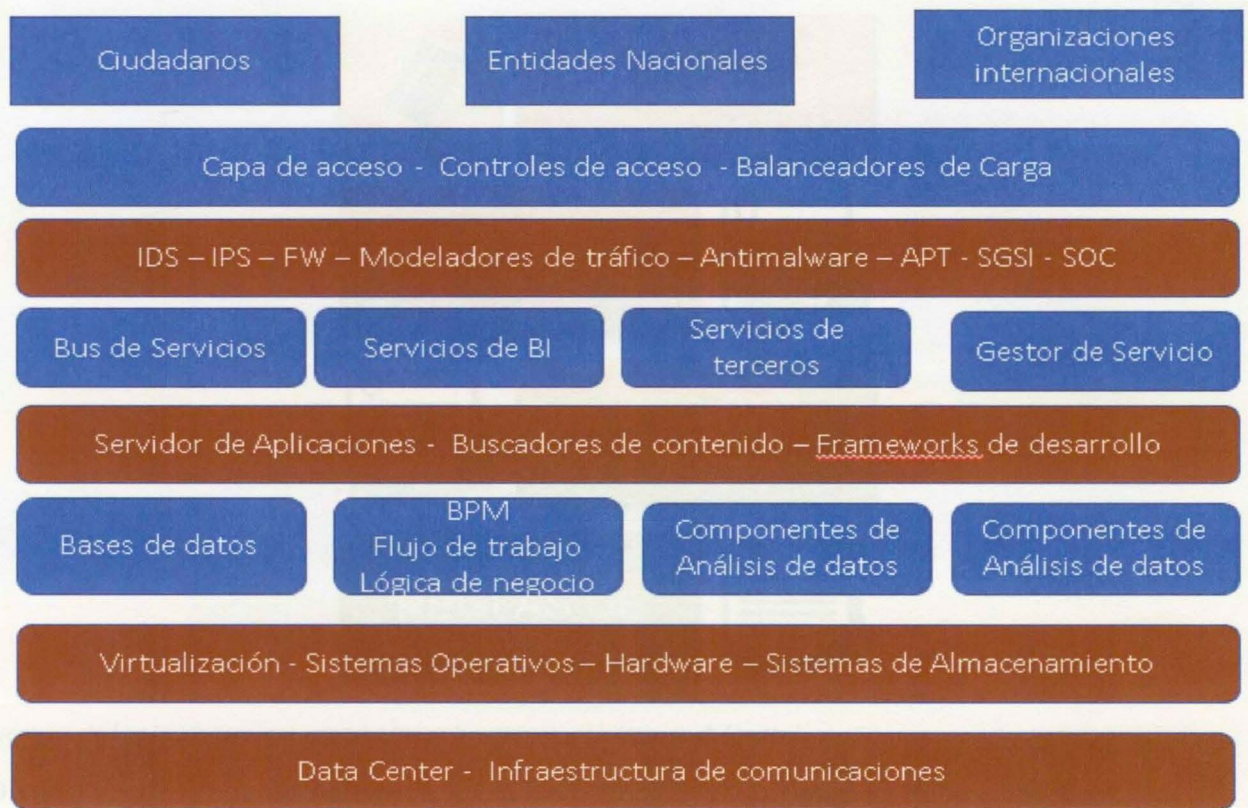 Ciudadanos
Entidades Nacionales
Organizaciones
internacionales
Capa de acceso - Controles de acceso - Balanceadores de Carga
IDS – IPS – FW – Modeladores de tráfico – Antimalware – APT - SGSI - SOC
Bus de Servicios
Servicios de BI
Servicios de
terceros
Gestor de Servicio
Servidor de Aplicaciones - Buscadores de contenido – Frameworks de desarrollo
Bases de datos
BPM
Flujo de trabajo
Lógica de negocio
Componentes de
Análisis de datos
Componentes de
Análisis de datos
Virtualización - Sistemas Operativos – Hardware – Sistemas de Almacenamiento
Data Center - Infraestructura de comunicaciones